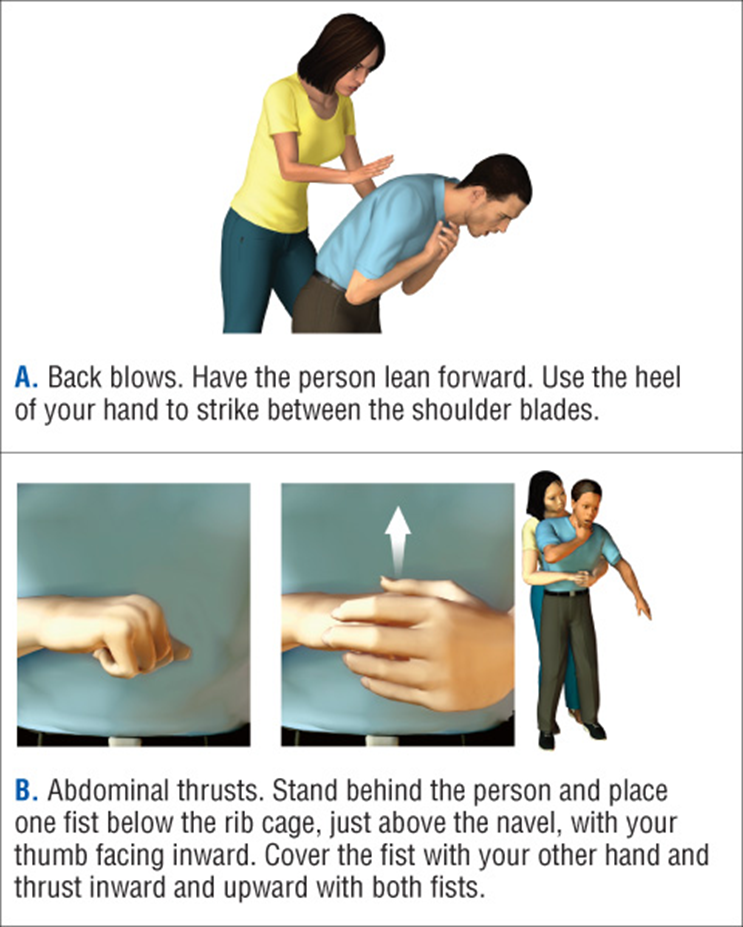 A. Back blows. Have the person lean forward. Use the heel
of your hand to strike between the shoulder blades.
B. Abdominal thrusts. Stand behind the person and place
one fist below the rib cage, just above the navel, with your
thumb facing inward. Cover the fist with your other hand and
thrust inward and upward with both fists.